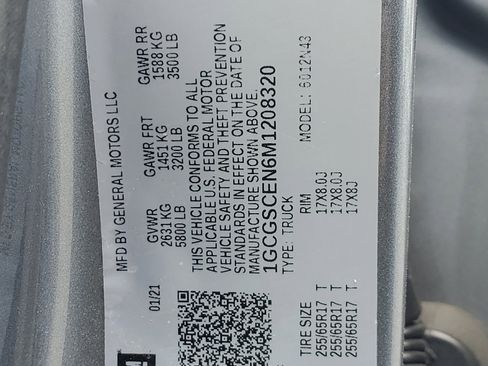 MFD BY GENERAL MOTORS LLC
01/21 GVWR GAWR FRT GAWR RR
2631 KG 1451 KG 1588 KG
5800 LB 3200 LB 3500 LB
THIS VEHICLE CONFORMS TO ALL
APPLICABLE U.S. FEDERAL MOTOR
VEHICLE SAFETY AND THEFT PREVENTION
STANDARDS IN EFFECT ON THE DATE OF
MANUFACTURE SHOWN ABOVE.
1GCGSCEN6M1208320
TYPE: TRUCK MODEL: 6012N43
TIRE SIZE RIM
255/65R17 T 17X8.0J
255/65R17 T 17X8.0J
255/65R17 T. 17X8J